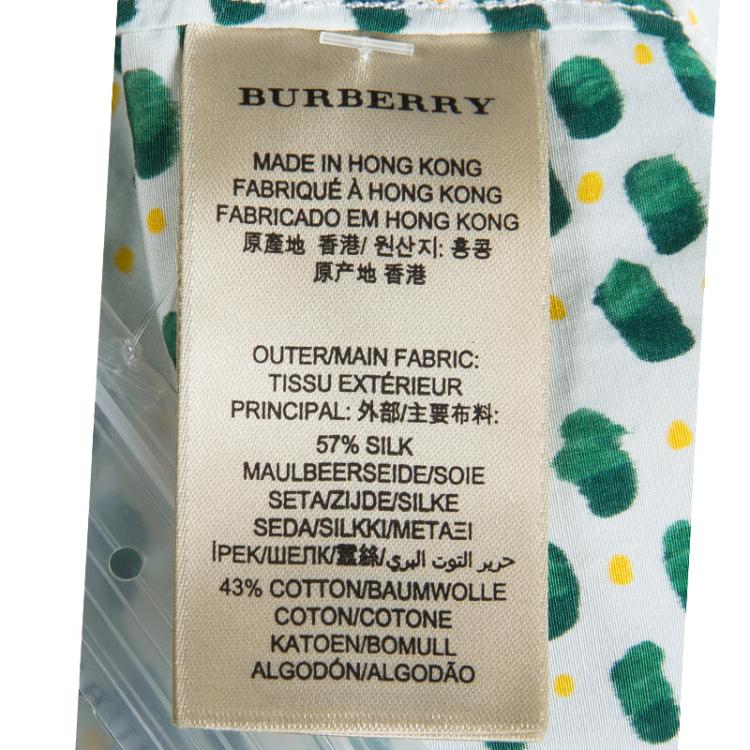 BURBERRY
MADE IN HONG KONG
FABRIQUÉ À HONG KONG
FABRICADO EM HONG KONG
原產地 香港/ 원산지: 홍콩
原产地 香港
OUTER/MAIN FABRIC:
TISSU EXTÉRIEUR
PRINCIPAL: 外部/主要布料:
57% SILK
MAULBEERSEIDE/SOIE
SETA/ZIJDE/SILKE
SEDA/SILKKI/ΜΕΤΑΞΙ
İPEK/ШЕЛК/蠶絲/حرير التوت البري
43% COTTON/BAUMWOLLE
COTON/COTONE
KATOEN/BOMULL
ALGODÓN/ALGODÃO